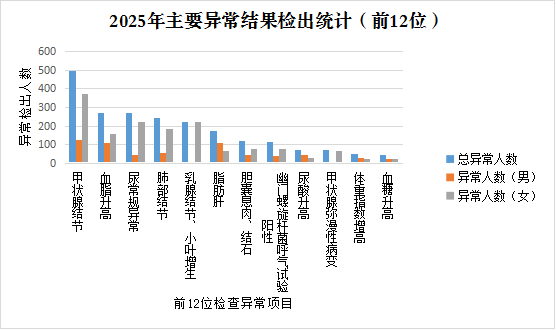 2025年主要异常结果检出统计（前12位）
异常检出人数
600
500
400
300
200
100
0
甲状腺结节
血脂升高
尿常规异常
肺部结节
乳腺结节、小叶增生
脂肪肝
胆囊息肉、结石
幽门螺旋杆菌呼气试验
阳性
尿酸升高
甲状腺弥漫性病变
体重指数增高
血糖升高
前12位检查异常项目
总异常人数
异常人数（男）
异常人数（女）